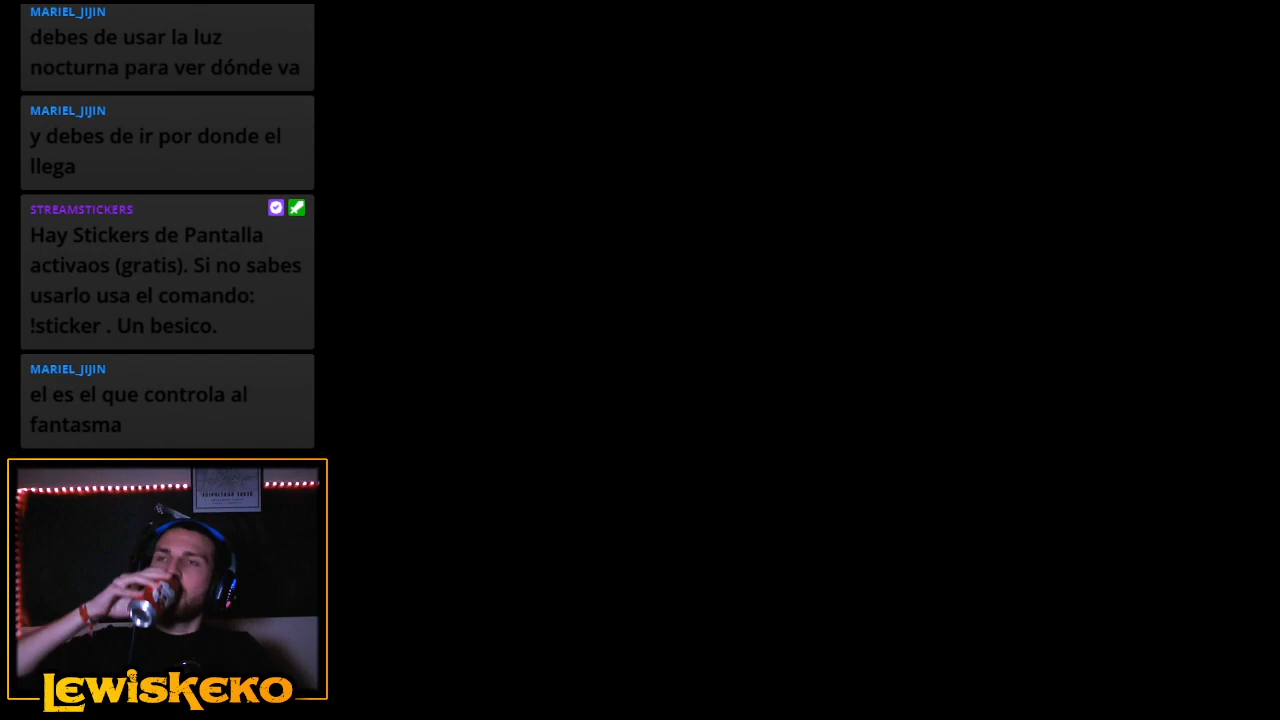 MARIEL_JIJIN
debes de usar la luz
nocturna para ver dónde va
MARIEL_JIJIN
y debes de ir por donde el
llega
STREAMSTICKERS
Hay Stickers de Pantalla
activaos (gratis). Si no sabes
usarlo usa el comando:
!sticker . Un besico.
MARIEL_JIJIN
el es el que controla al
fantasma
LEWISKEKO